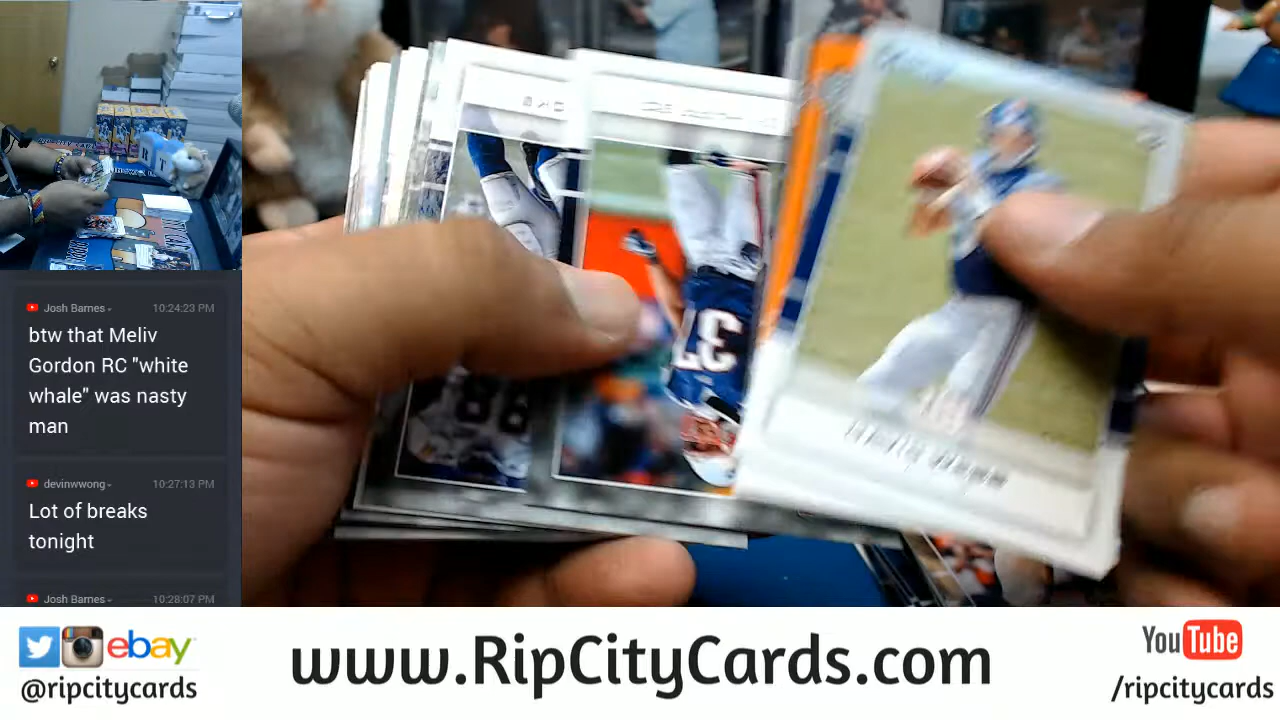 Josh Barnes 10:24:23 PM
btw that Meliv
Gordon RC "white
whale" was nasty
man
devinwwong 10:27:13 PM
Lot of breaks
tonight
Josh Barnes 10:28:07 PM
37
88
ebay
@ripcitycards
www.RipCityCards.com
YouTube
/ripcitycards